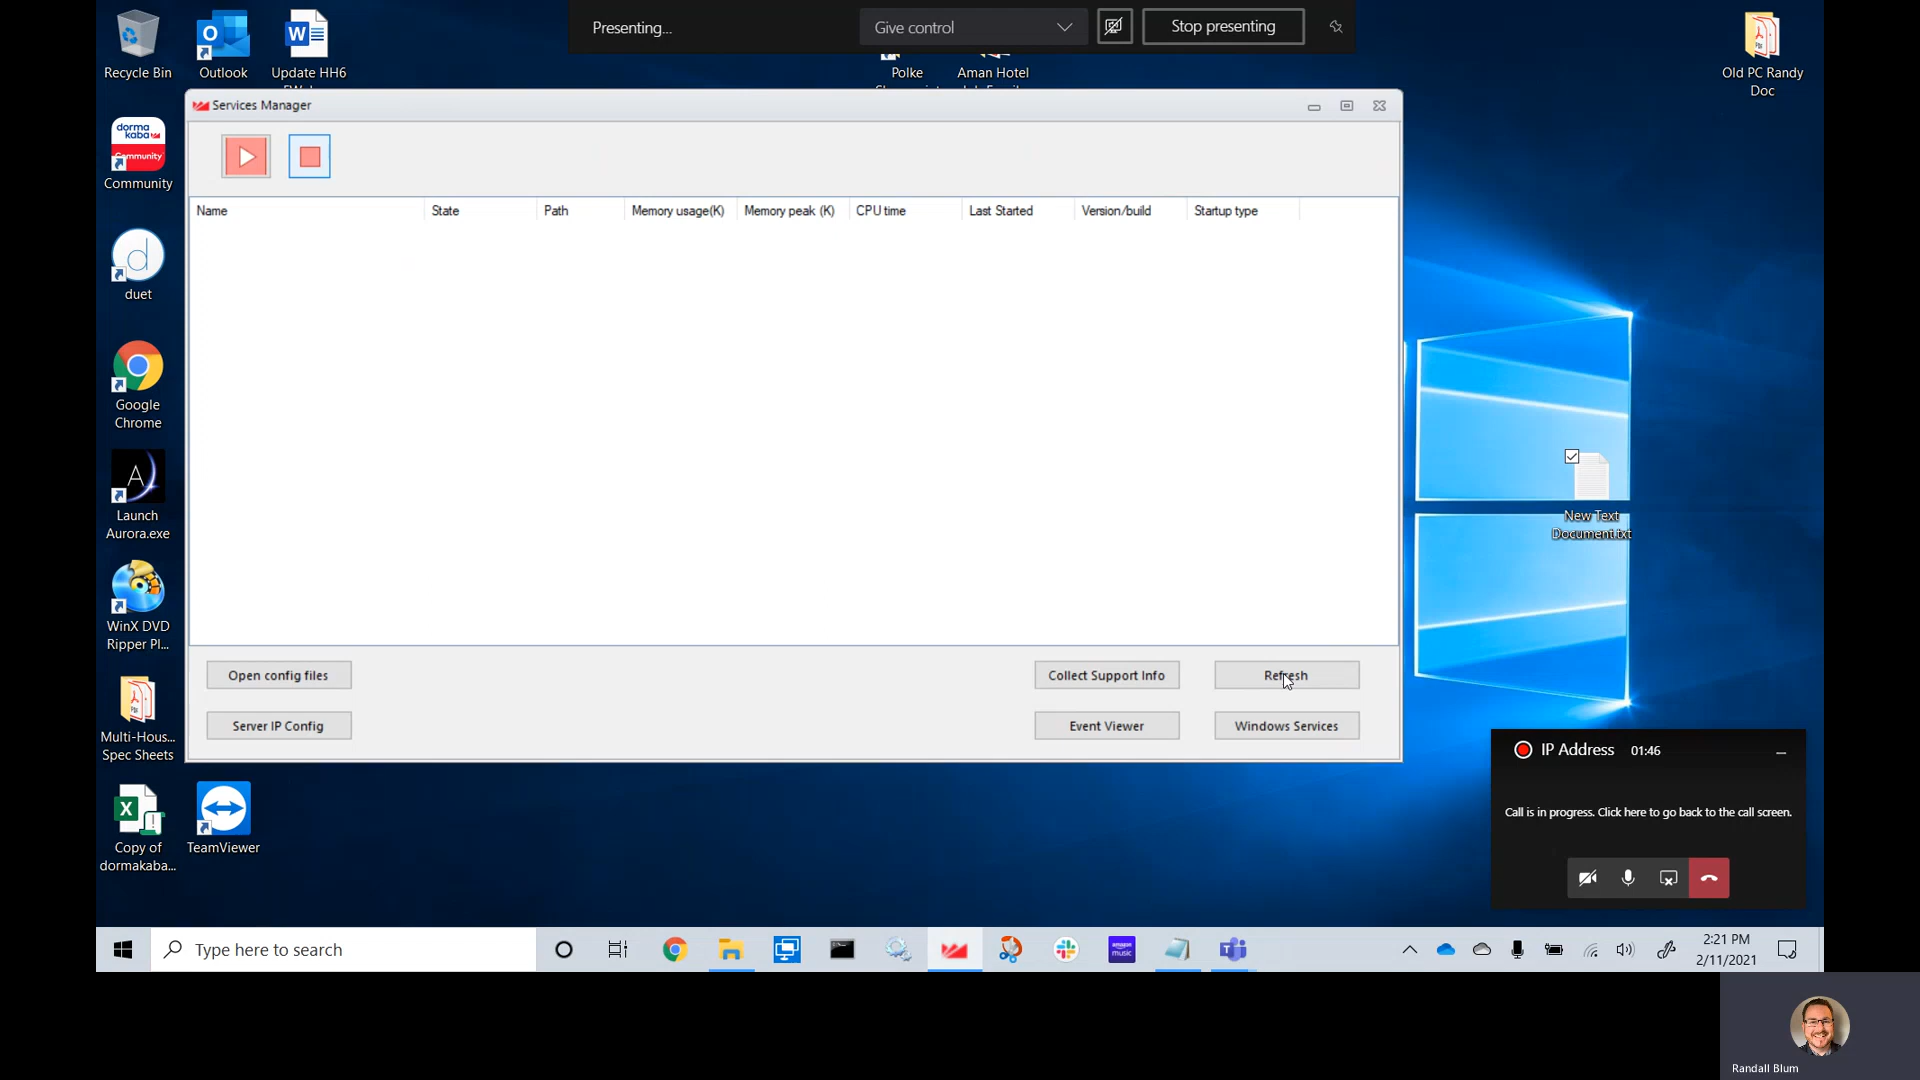 Presenting...
Give control
Stop presenting
Recycle Bin
Outlook
Update HH6
Polke
Aman Hotel
Old PC Randy
Doc
Services Manager
dorma
kaba
Community
Community
Name
State
Path
Memory usage(K)
Memory peak (K)
CPU time
Last Started
Version/build
Startup type
duet
Google
Chrome
Launch
Aurora.exe
New Text
Document.txt
WinX DVD
Ripper Pl...
Multi-Hous...
Spec Sheets
Open config files
Collect Support Info
Refresh
Server IP Config
Event Viewer
Windows Services
IP Address 01:46
Call is in progress. Click here to go back to the call screen.
Copy of
dormakaba...
TeamViewer
Type here to search
amazon
music
2:21 PM
2/11/2021
Randall Blum